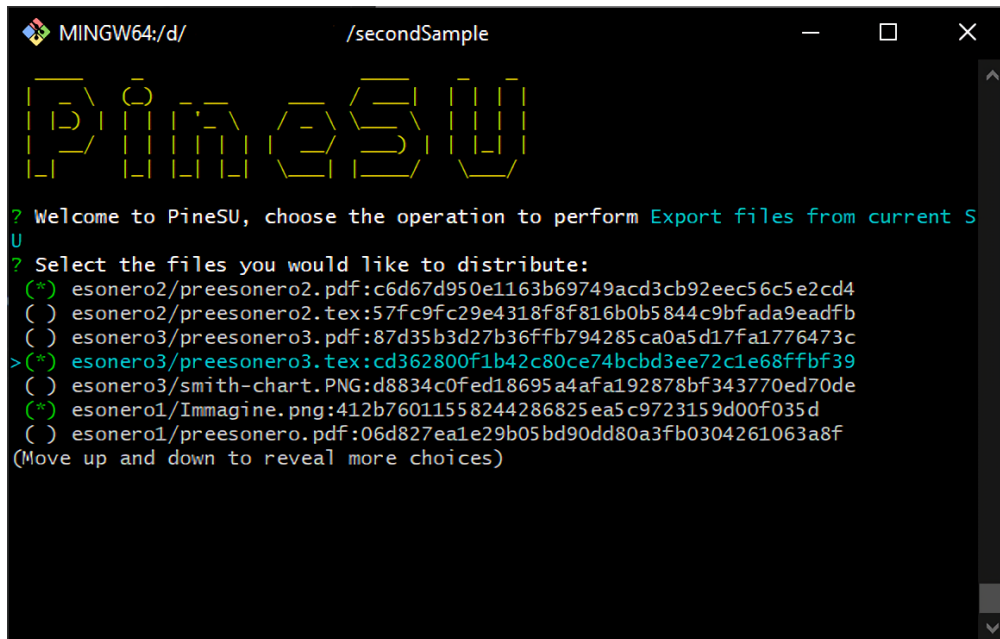 MINGW64:/d/ /secondSample
PineSU
? Welcome to PineSU, choose the operation to perform Export files from current S
U
? Select the files you would like to distribute:
(*) esonero2/preesonero2.pdf:c6d67d950e1163b69749acd3cb92eec56c5e2cd4
( ) esonero2/preesonero2.tex:57fc9fc29e4318f8f816b0b5844c9bfada9eadfb
( ) esonero3/preesonero3.pdf:87d35b3d27b36ffb794285ca0a5d17fa1776473c
>(*) esonero3/preesonero3.tex:cd362800f1b42c80ce74bcbd3ee72c1e68ffbf39
( ) esonero3/smith-chart.PNG:d8834c0fed18695a4afa192878bf343770ed70de
(*) esonero1/Immagine.png:412b76011558244286825ea5c9723159d00f035d
( ) esonero1/preesonero.pdf:06d827ea1e29b05bd90dd80a3fb0304261063a8f
(Move up and down to reveal more choices)